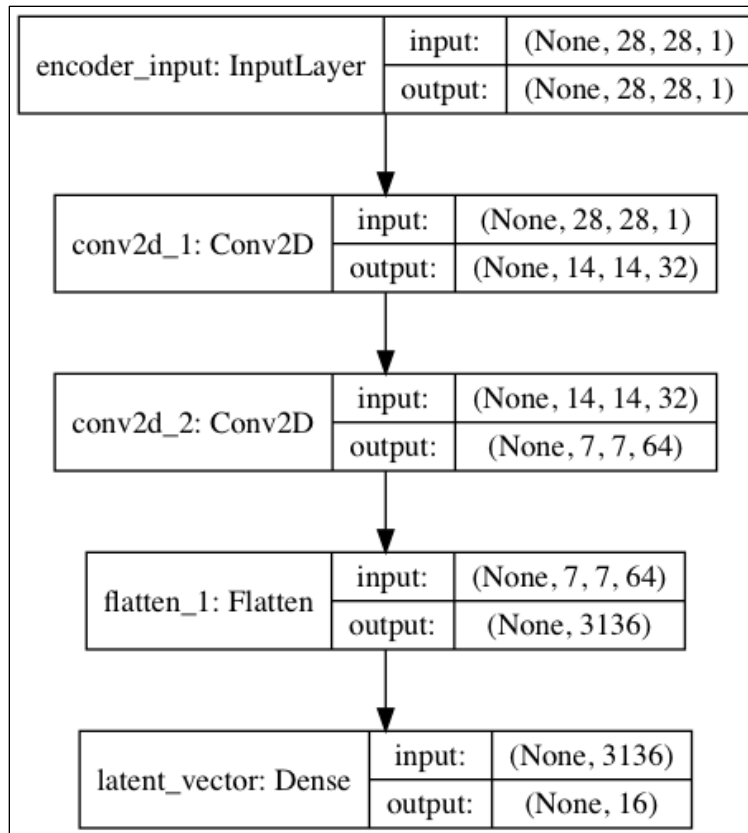 encoder_input: InputLayer
input: (None, 28, 28, 1)
output: (None, 28, 28, 1)
conv2d_1: Conv2D
input: (None, 28, 28, 1)
output: (None, 14, 14, 32)
conv2d_2: Conv2D
input: (None, 14, 14, 32)
output: (None, 7, 7, 64)
flatten_1: Flatten
input: (None, 7, 7, 64)
output: (None, 3136)
latent_vector: Dense
input: (None, 3136)
output: (None, 16)